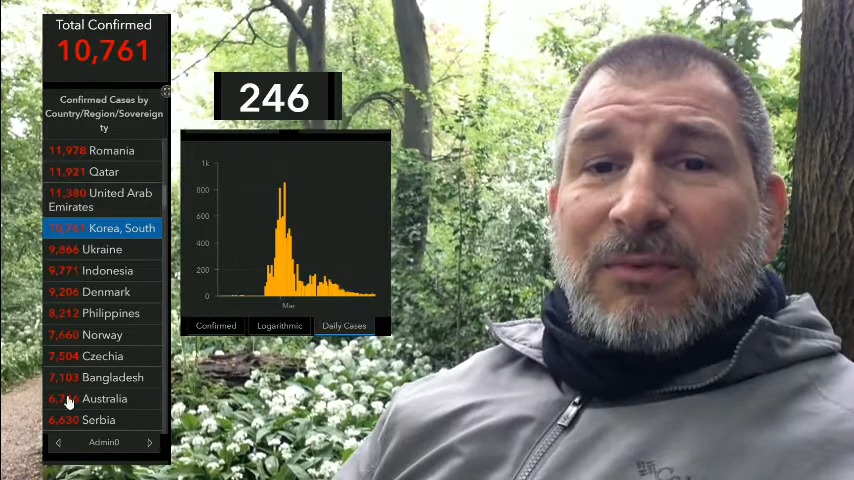 Total Confirmed
10,761
Confirmed Cases by
Country/Region/Sovereign
ty
11,978 Romania
11,921 Qatar
11,380 United Arab
Emirates
10,761 Korea, South
9,866 Ukraine
9,771 Indonesia
9,206 Denmark
8,212 Philippines
7,660 Norway
7,504 Czechia
7,103 Bangladesh
Australia
6,630 Serbia
Admin0
246
1k
800
600
400
200
0
Mar
Confirmed
Logarithmic
Daily Cases